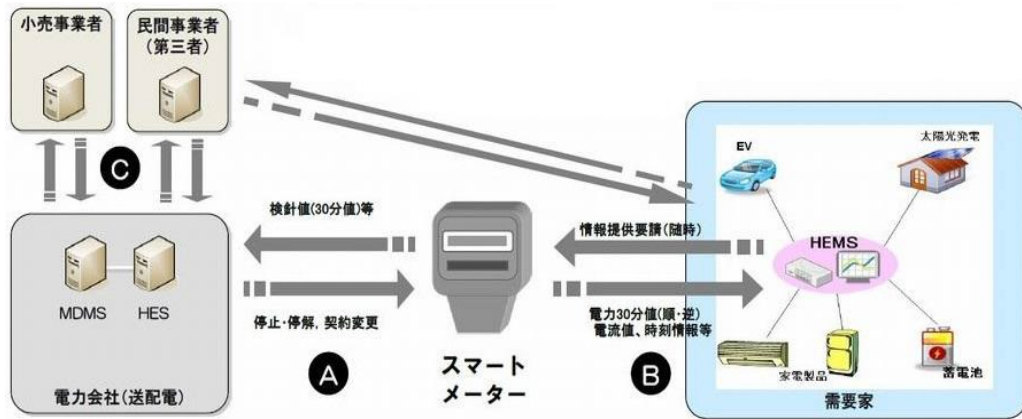 小売事業者
民間事業者
(第三者)
C
EV
太陽光発電
検針値(30分値)等
情報提供要請(随時)
HEMS
MDMS
HES
停止・停解，契約変更
電力30分値(順・逆)
電流値、時刻情報等
A
スマート
メーター
B
家電製品
蓄電池
電力会社(送配電)
需要家